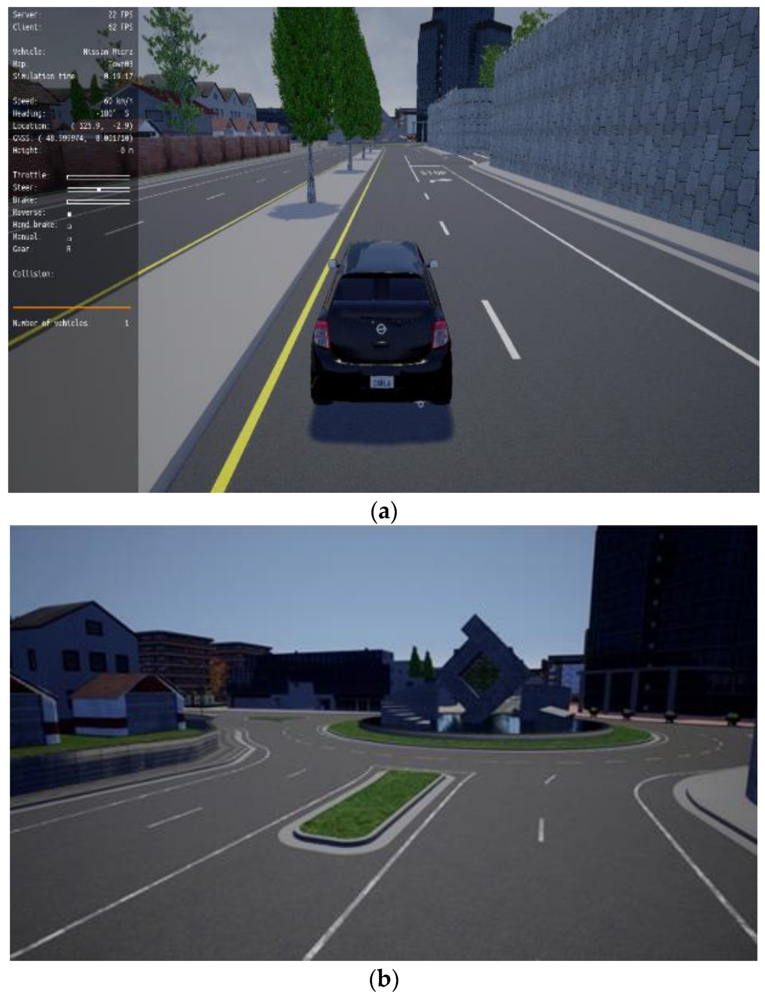 Server: 22 FPS
Client: 62 FPS
Vehicle: Nissan Micra
Map: Town03
Simulation time: 0:19:17
Speed: 60 km/h
Heading: -180° S
Location: ( 125.9, -2.9)
GNSS: ( 48.999974, 8.001710)
Height: -0 m
Throttle:
Steer:
Brake:
Reverse:
Hand brake:
Manual:
Gear: R
Collision:
Number of vehicles: 1
STOP
CARLA
(a)
(b)